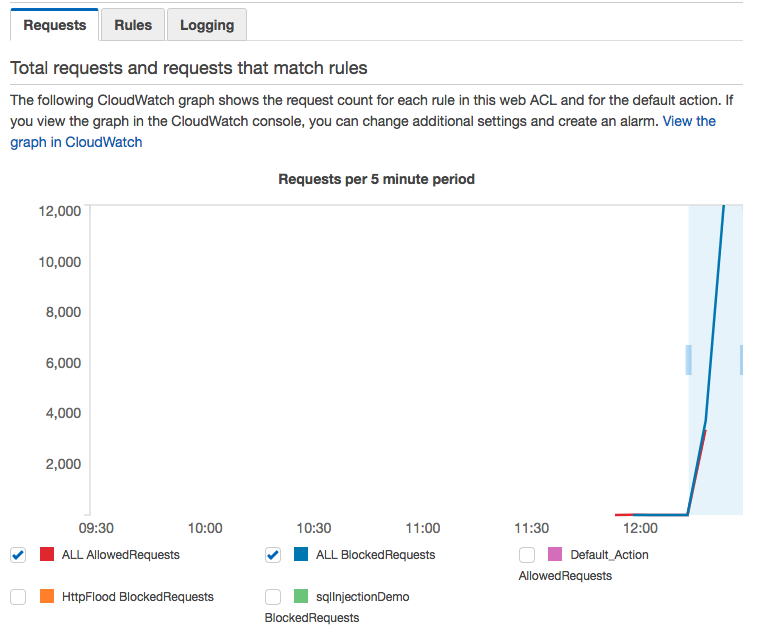 Requests Rules Logging
Total requests and requests that match rules
The following CloudWatch graph shows the request count for each rule in this web ACL and for the default action. If
you view the graph in the CloudWatch console, you can change additional settings and create an alarm. View the
graph in CloudWatch
Requests per 5 minute period
12,000
10,000
8,000
6,000
4,000
2,000
09:30 10:00 10:30 11:00 11:30 12:00
ALL AllowedRequests ALL BlockedRequests Default_Action
AllowedRequests
HttpFlood BlockedRequests sqlInjectionDemo
BlockedRequests